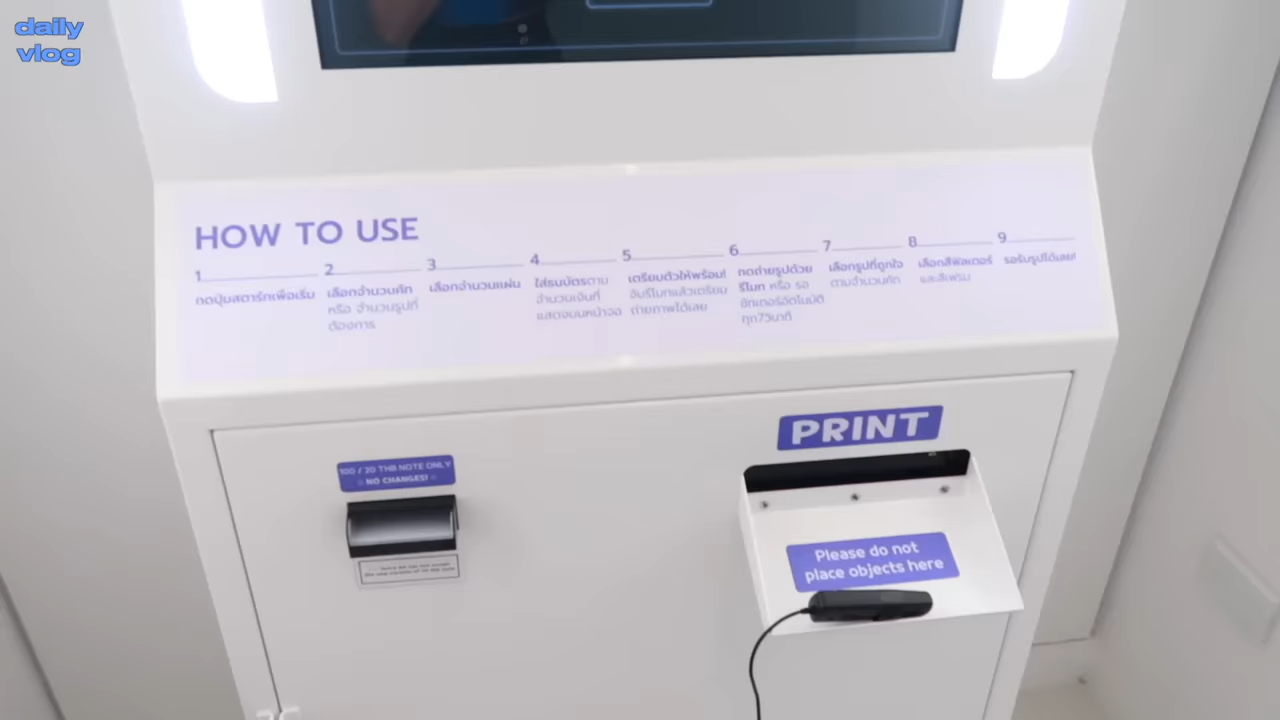 daily
vlog
HOW TO USE
1
กดปุ่มสตาร์ทเพื่อเริ่ม
2
เลือกจำนวนคัท
หรือ จำนวนรูปที่
ต้องการ
3
เลือกจำนวนแผ่น
4
ใส่ธนบัตรตาม
จำนวนเงินที่
แสดงบนหน้าจอ
5
เตรียมตัวให้พร้อม!
จับรีโมทแล้วเตรียม
ถ่ายภาพได้เลย
6
กดถ่ายรูปด้วย
รีโมท หรือ รอ
ชัทเตอร์อัตโนมัติ
ทุก7วินาที
7
เลือกรูปที่ถูกใจ
ตามจำนวนคัท
8
เลือกสีฟิลเตอร์
และสีเฟรม
9
รอรับรูปได้เลย!
100 / 20 THB NOTE ONLY
NO CHANGES!
PRINT
Please do not
place objects here